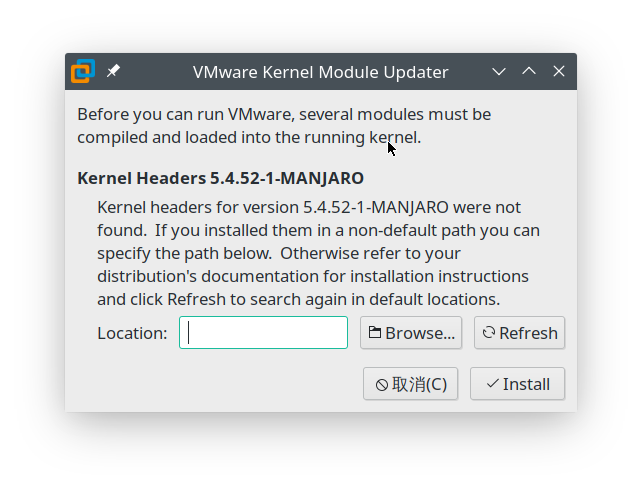 VMware Kernel Module Updater
Before you can run VMware, several modules must be
compiled and loaded into the running kernel.
Kernel Headers 5.4.52-1-MANJARO
Kernel headers for version 5.4.52-1-MANJARO were not
found.  If you installed them in a non-default path you can
specify the path below.  Otherwise refer to your
distribution's documentation for installation instructions
and click Refresh to search again in default locations.
Location: Browse... Refresh
取消(C) Install